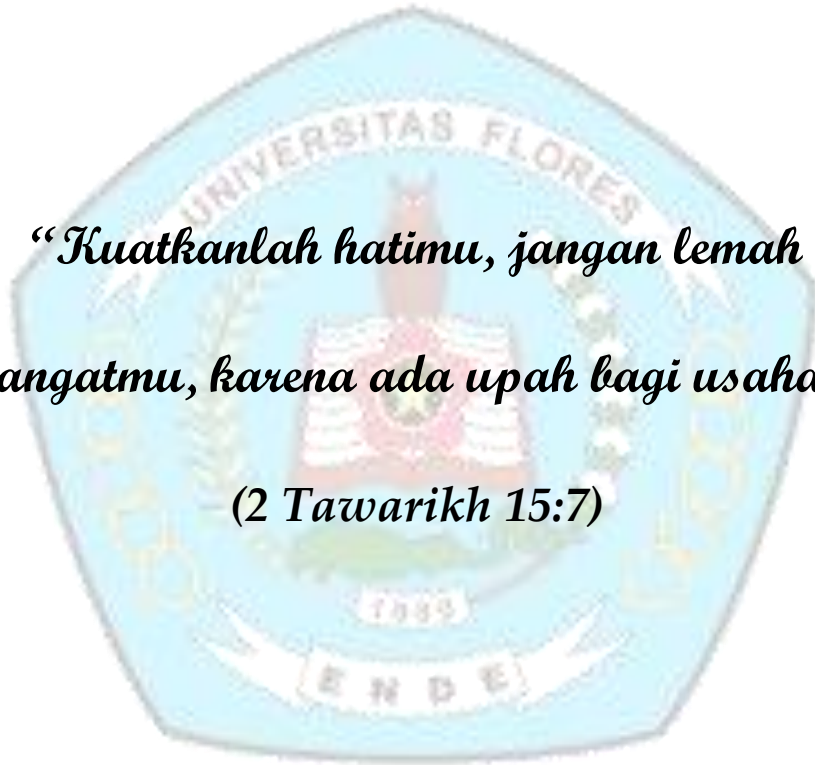 UNIVERSITAS FLORES
“Kuatkanlah hatimu, jangan lemah
angatmu, karena ada upah bagi usaha
(2 Tawarikh 15:7)
ENDE